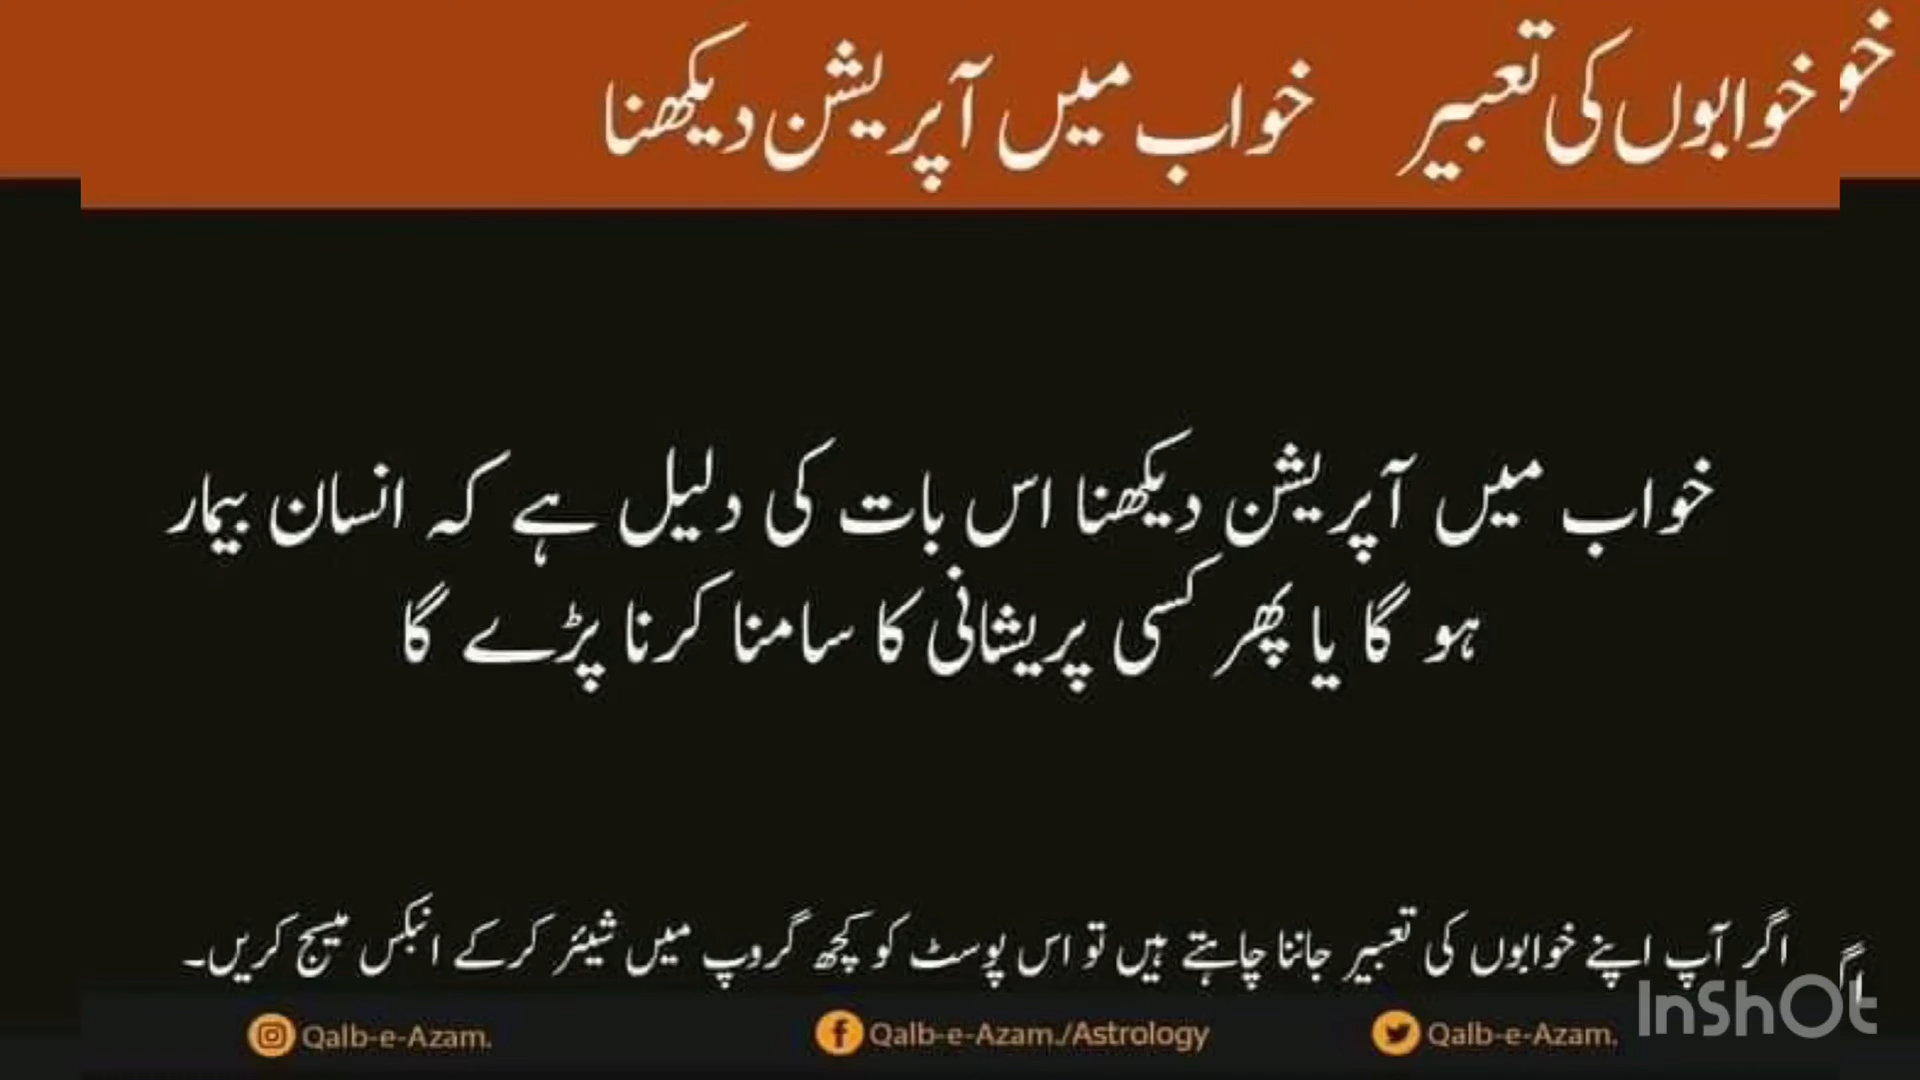 خوابوں کی تعبیر خواب میں آپریشن دیکھنا
خواب میں آپریشن دیکھنا اس بات کی دلیل ہے کہ انسان بیمار
ہو گا یا پھر کسی پریشانی کا سامنا کرنا پڑے گا
اگر آپ اپنے خوابوں کی تعبیر جاننا چاہتے ہیں تو اس پوسٹ کو کچھ گروپ میں شیئر کر کے انبکس میسج کریں۔
Qalb-e-Azam. Qalb-e-Azam./Astrology Qalb-e-Azam.
InShOt